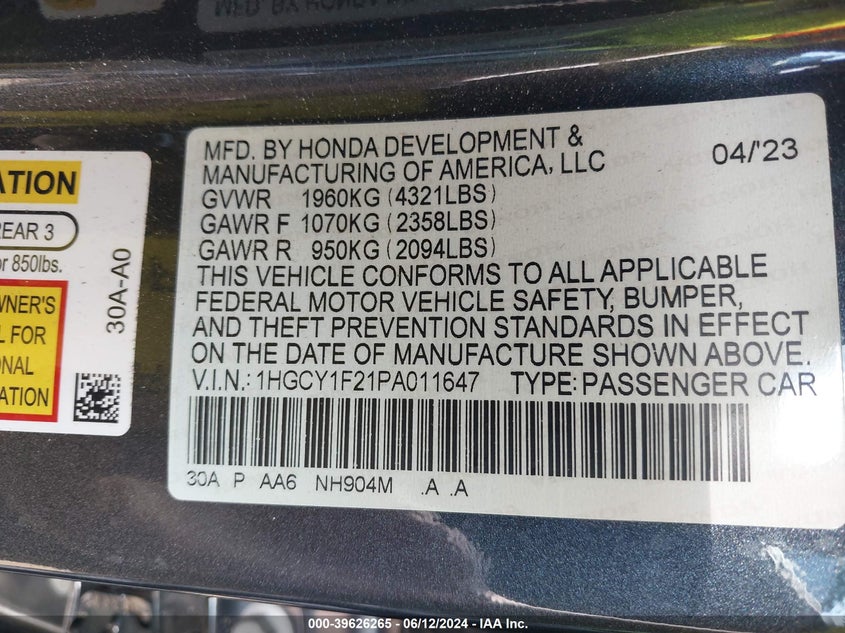 ATION
REAR 3
or 850lbs.
OWNER'S
L FOR
ONAL
ATION
30A-A0
MFD. BY HONDA DEVELOPMENT & 04/'23
MANUFACTURING OF AMERICA, LLC
GVWR 1960KG (4321LBS)
GAWR F 1070KG (2358LBS)
GAWR R 950KG (2094LBS)
THIS VEHICLE CONFORMS TO ALL APPLICABLE
FEDERAL MOTOR VEHICLE SAFETY, BUMPER,
AND THEFT PREVENTION STANDARDS IN EFFECT
ON THE DATE OF MANUFACTURE SHOWN ABOVE.
V.I.N.: 1HGCY1F21PA011647 TYPE: PASSENGER CAR
30A P AA6 NH904M .A .A
000-39626265 - 06/12/2024 - IAA Inc.